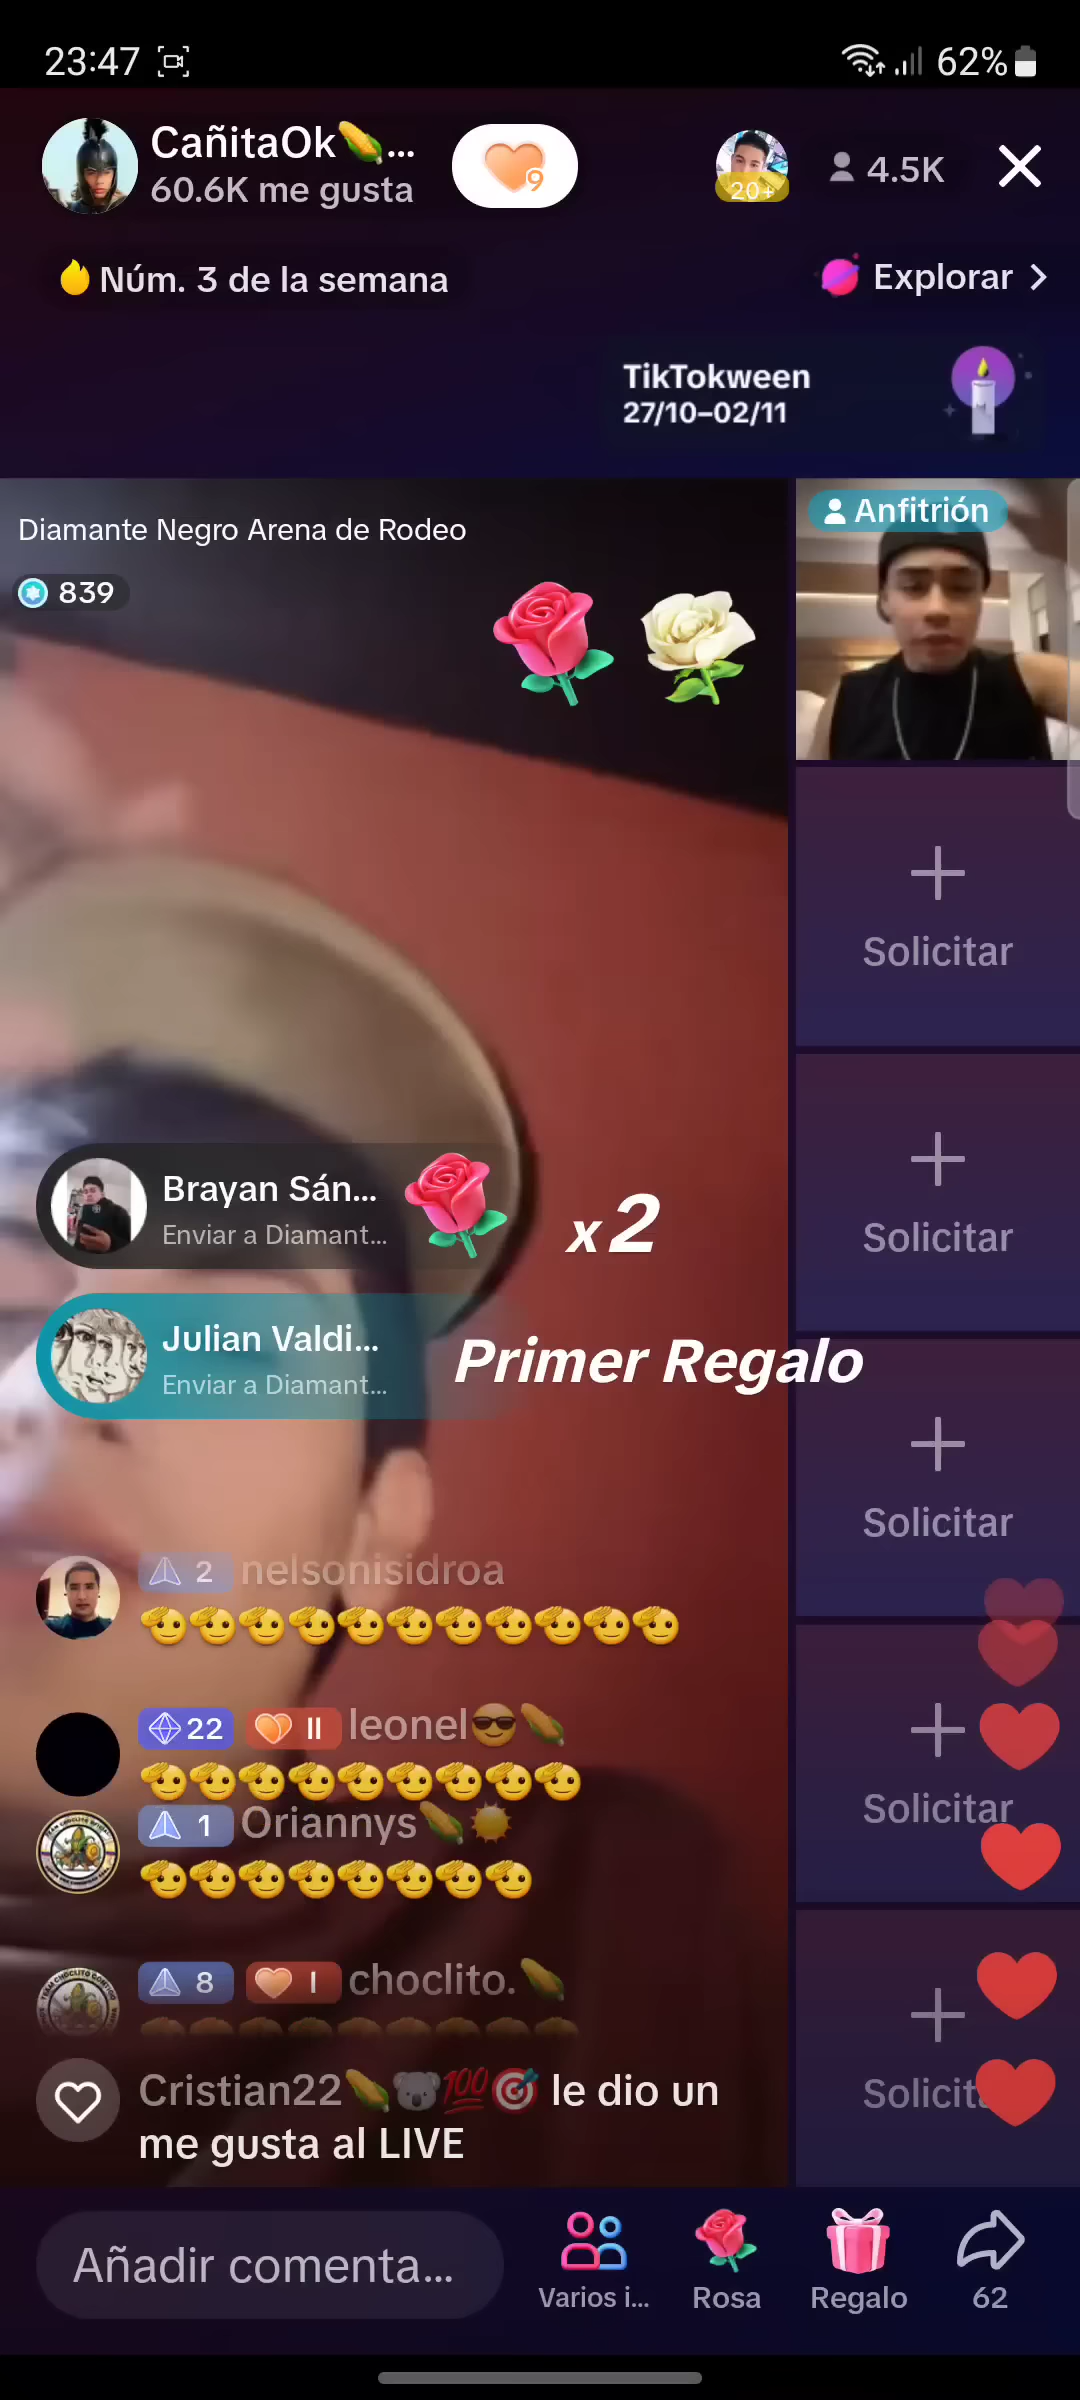 23:47
62%
CañitaOk🌽...
60.6K me gusta
9
20+
4.5K
Núm. 3 de la semana
Explorar
TikTokween
27/10–02/11
Diamante Negro Arena de Rodeo
839
Anfitrión
Solicitar
Brayan Sán...
Enviar a Diamant...
x2
Solicitar
Julian Valdi...
Enviar a Diamant...
Primer Regalo
Solicitar
2 nelsonisidroa
🫡🫡🫡🫡🫡🫡🫡🫡🫡🫡🫡
22 II leonel😎🌽
🫡🫡🫡🫡🫡🫡🫡🫡🫡
Solicitar
1 Oriannys🌽☀️
🫡🫡🫡🫡🫡🫡🫡🫡
8 I choclito.🌽
🫡🫡🫡🫡🫡🫡🫡🫡🫡
Cristian22🌽🐨💯🎯 le dio un
me gusta al LIVE
Añadir comenta...
Varios i...
Rosa
Regalo
62